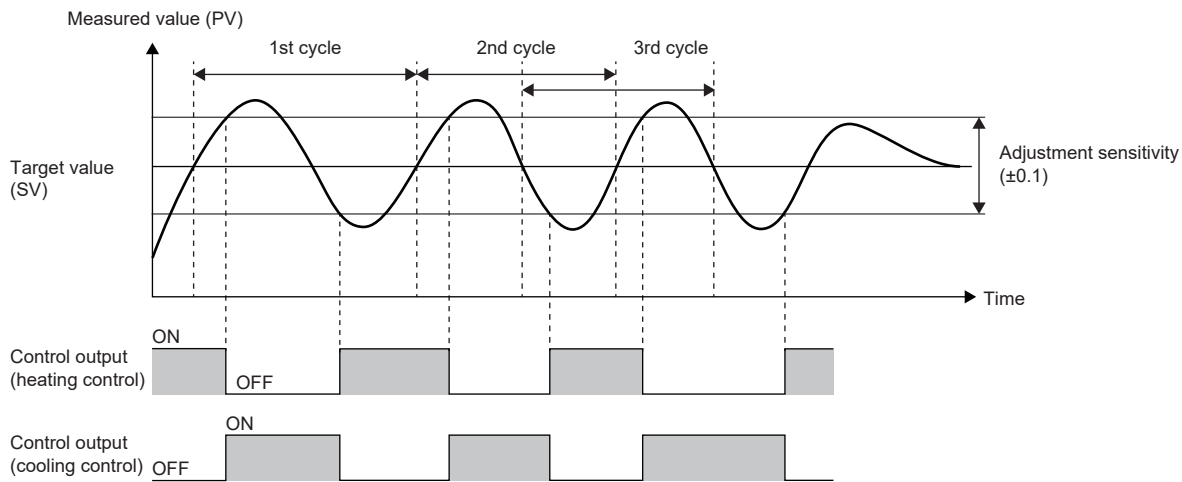 Measured value (PV)
1st cycle
2nd cycle
3rd cycle
Target value
(SV)
Adjustment sensitivity
(±0.1)
Time
ON
Control output
(heating control)
OFF
ON
Control output
(cooling control)
OFF